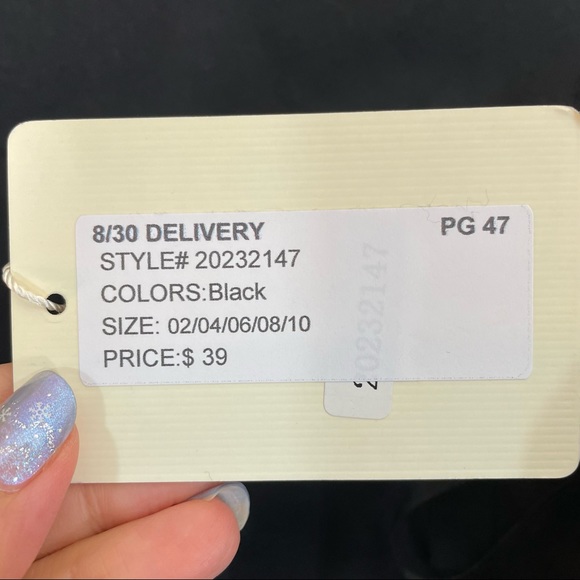 8/30 DELIVERY PG 47
STYLE# 20232147
COLORS:Black
SIZE: 02/04/06/08/10
PRICE:$ 39
20232147